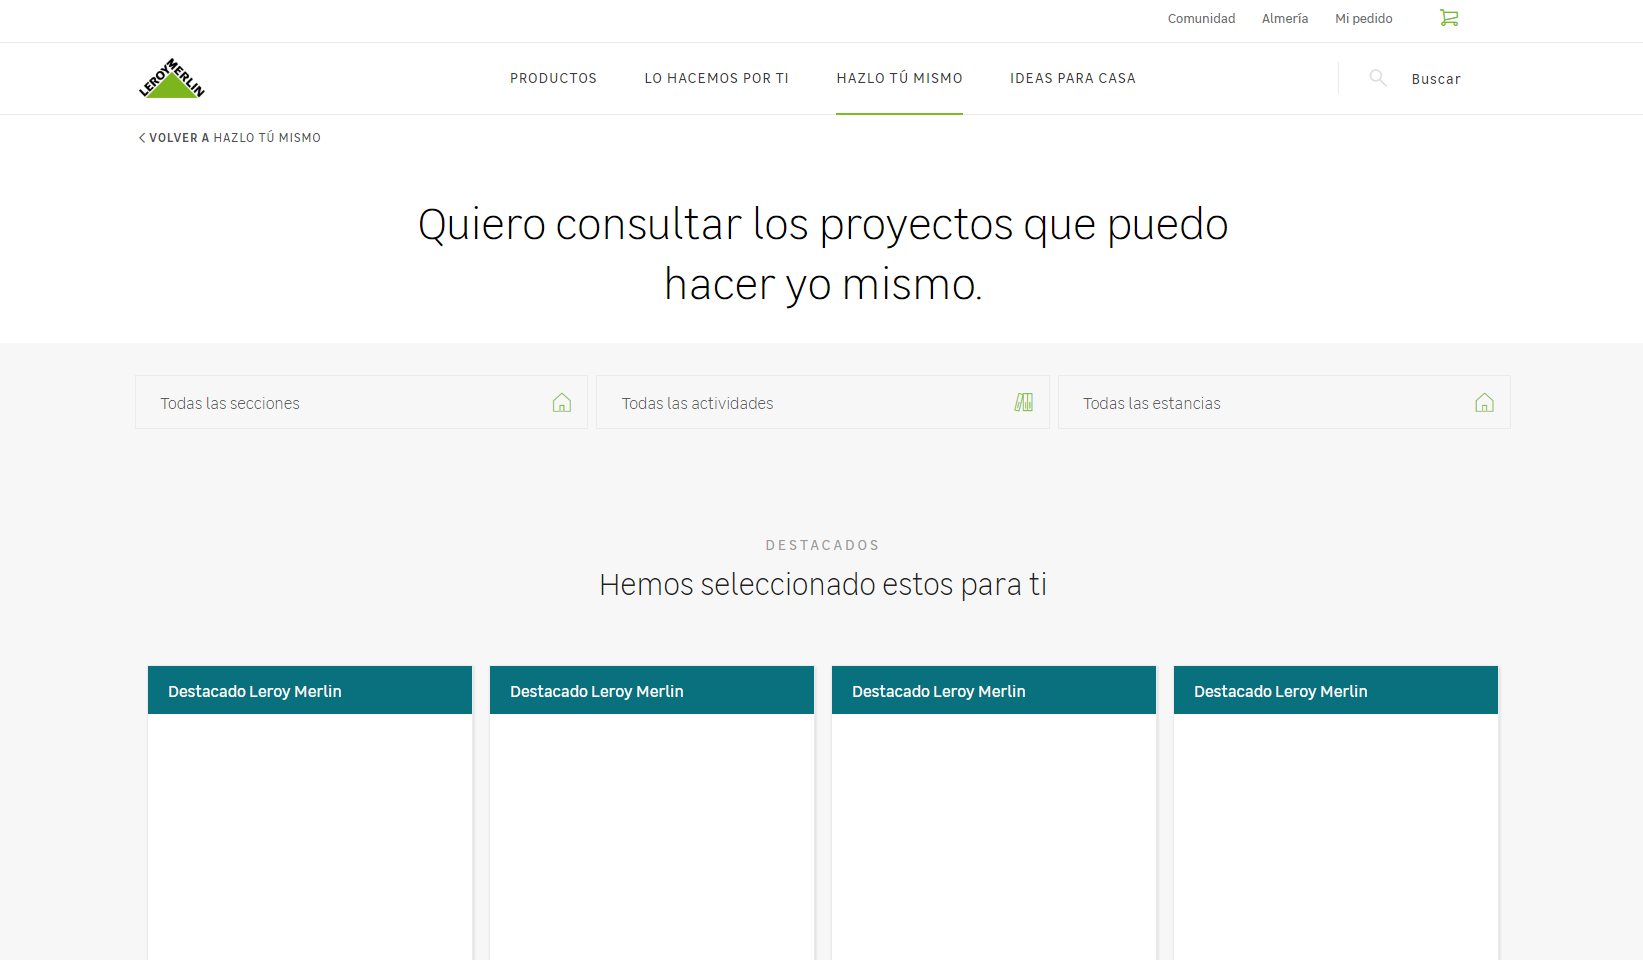 Comunidad Almería Mi pedido
LEROY MERLIN
PRODUCTOS LO HACEMOS POR TI HAZLO TÚ MISMO IDEAS PARA CASA Buscar
VOLVER A HAZLO TÚ MISMO
Quiero consultar los proyectos que puedo
hacer yo mismo.
Todas las secciones Todas las actividades Todas las estancias
DESTACADOS
Hemos seleccionado estos para ti
Destacado Leroy Merlin Destacado Leroy Merlin Destacado Leroy Merlin Destacado Leroy Merlin